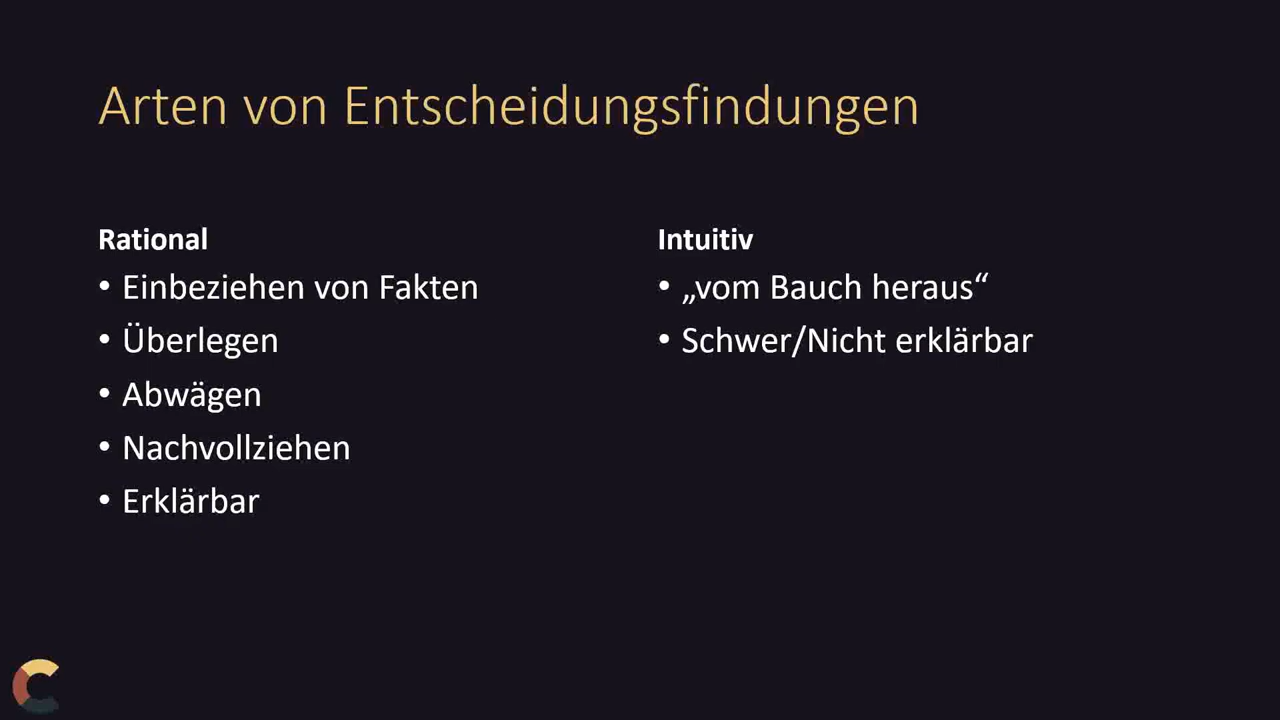 Arten von Entscheidungsfindungen
Rational
• Einbeziehen von Fakten
• Überlegen
• Abwägen
• Nachvollziehen
• Erklärbar
Intuitiv
• „vom Bauch heraus“
• Schwer/Nicht erklärbar